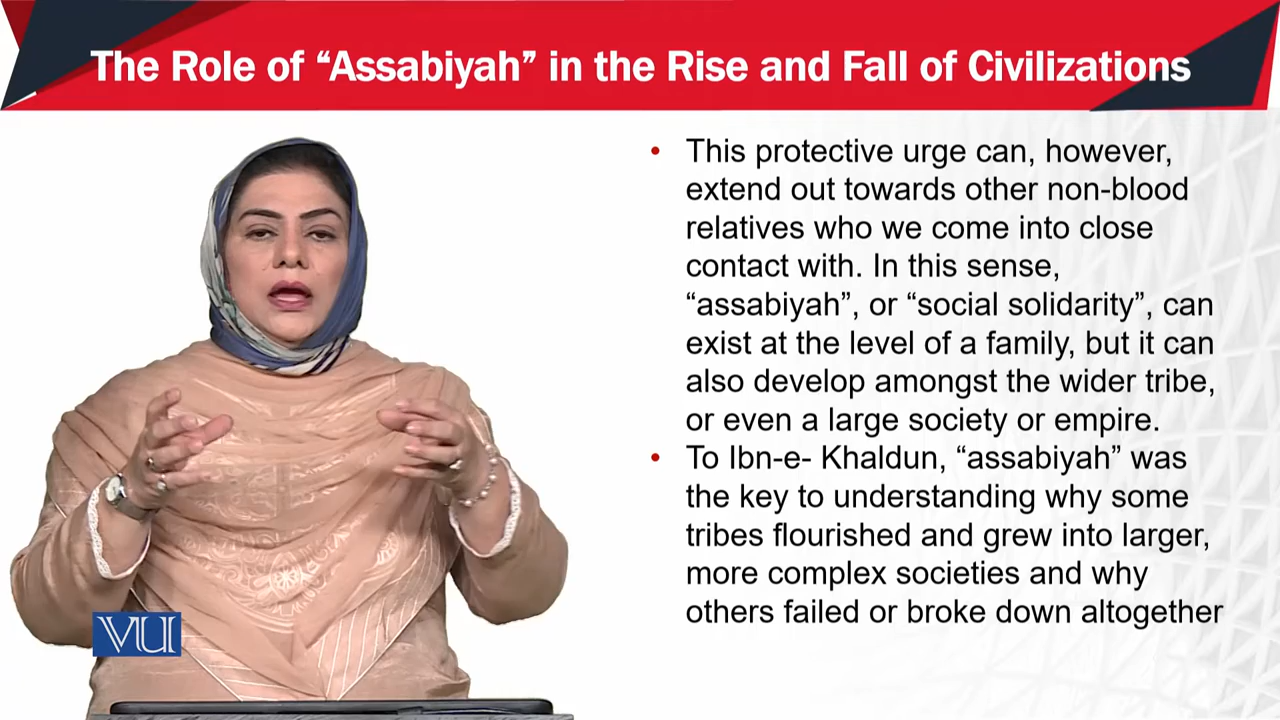 The Role of “Assabiyah” in the Rise and Fall of Civilizations
• This protective urge can, however,
extend out towards other non-blood
relatives who we come into close
contact with. In this sense,
“assabiyah”, or “social solidarity”, can
exist at the level of a family, but it can
also develop amongst the wider tribe,
or even a large society or empire.
• To Ibn-e- Khaldun, “assabiyah” was
the key to understanding why some
tribes flourished and grew into larger,
more complex societies and why
others failed or broke down altogether
VU